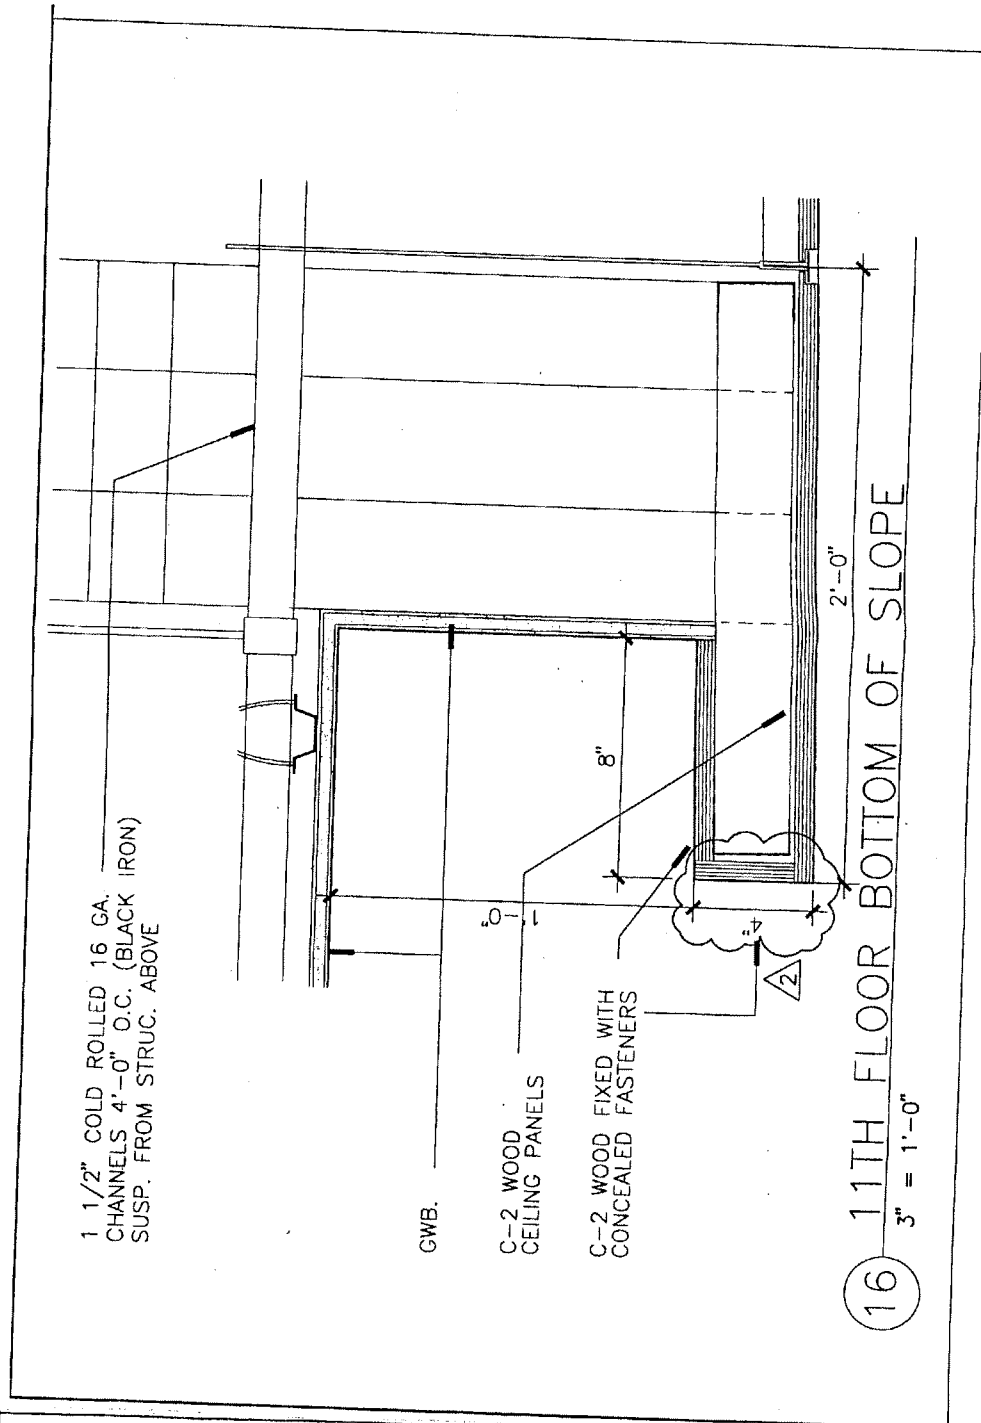 1 1/2" COLD ROLLED 16 GA.
CHANNELS 4'-0" O.C. (BLACK IRON)
SUSP. FROM STRUC. ABOVE
GWB.
C-2 WOOD
CEILING PANELS
C-2 WOOD FIXED WITH
CONCEALED FASTENERS
8"
1'-0"
4"
2
2'-0"
16
11TH FLOOR BOTTOM OF SLOPE
3" = 1'-0"